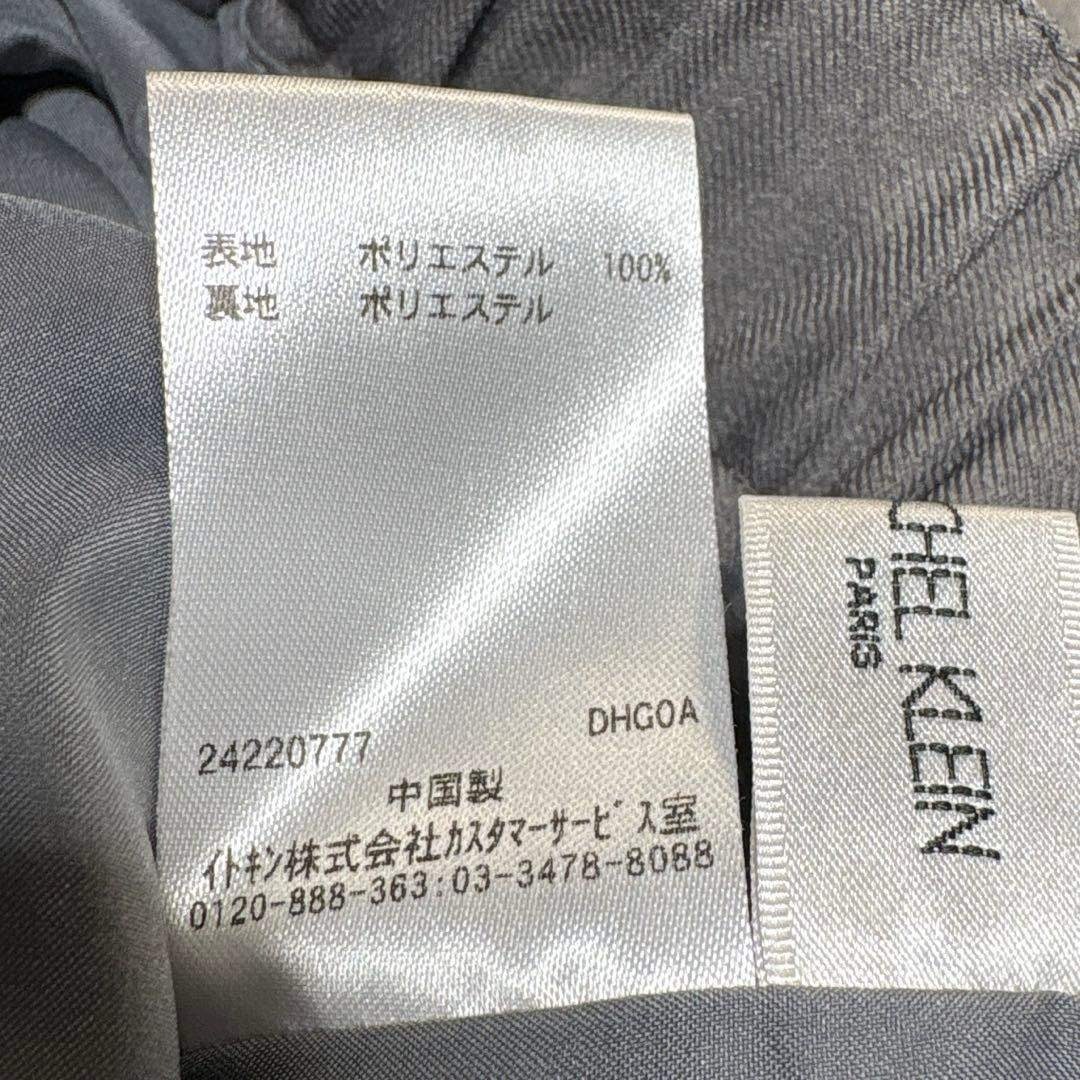 表地 ポリエステル 100%
裏地 ポリエステル
24220777 DHG0A
中国製
イトキン株式会社カスタマーサービス室
0120-888-363:03-3478-8088
CHEL KLEIN
PARIS